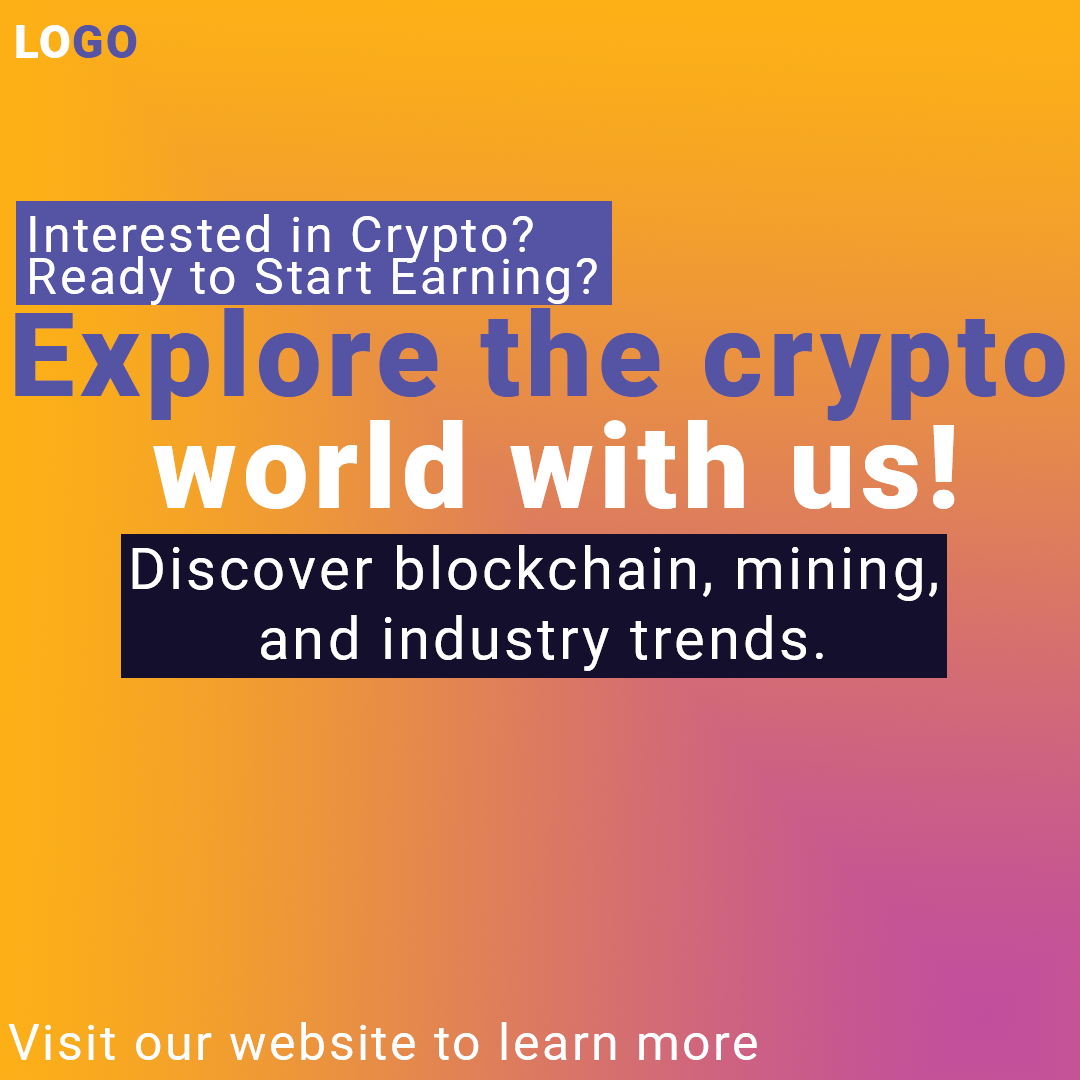 LOGO
Interested in Crypto?
Ready to Start Earning?
Explore the crypto
world with us!
Discover blockchain, mining,
and industry trends.
Visit our website to learn more